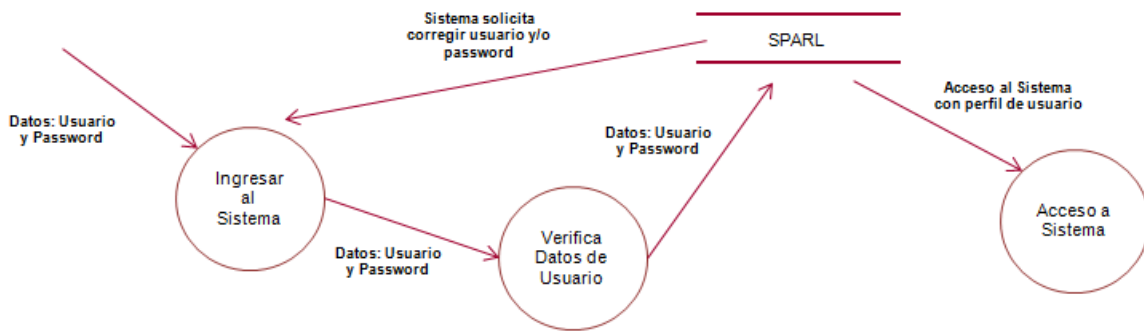 Sistema solicita
corregir usuario y/o
password
SPARL
Acceso al Sistema
con perfil de usuario
Datos: Usuario
y Password
Datos: Usuario
y Password
Ingresar
al
Sistema
Datos: Usuario
y Password
Verifica
Datos de
Usuario
Acceso a
Sistema